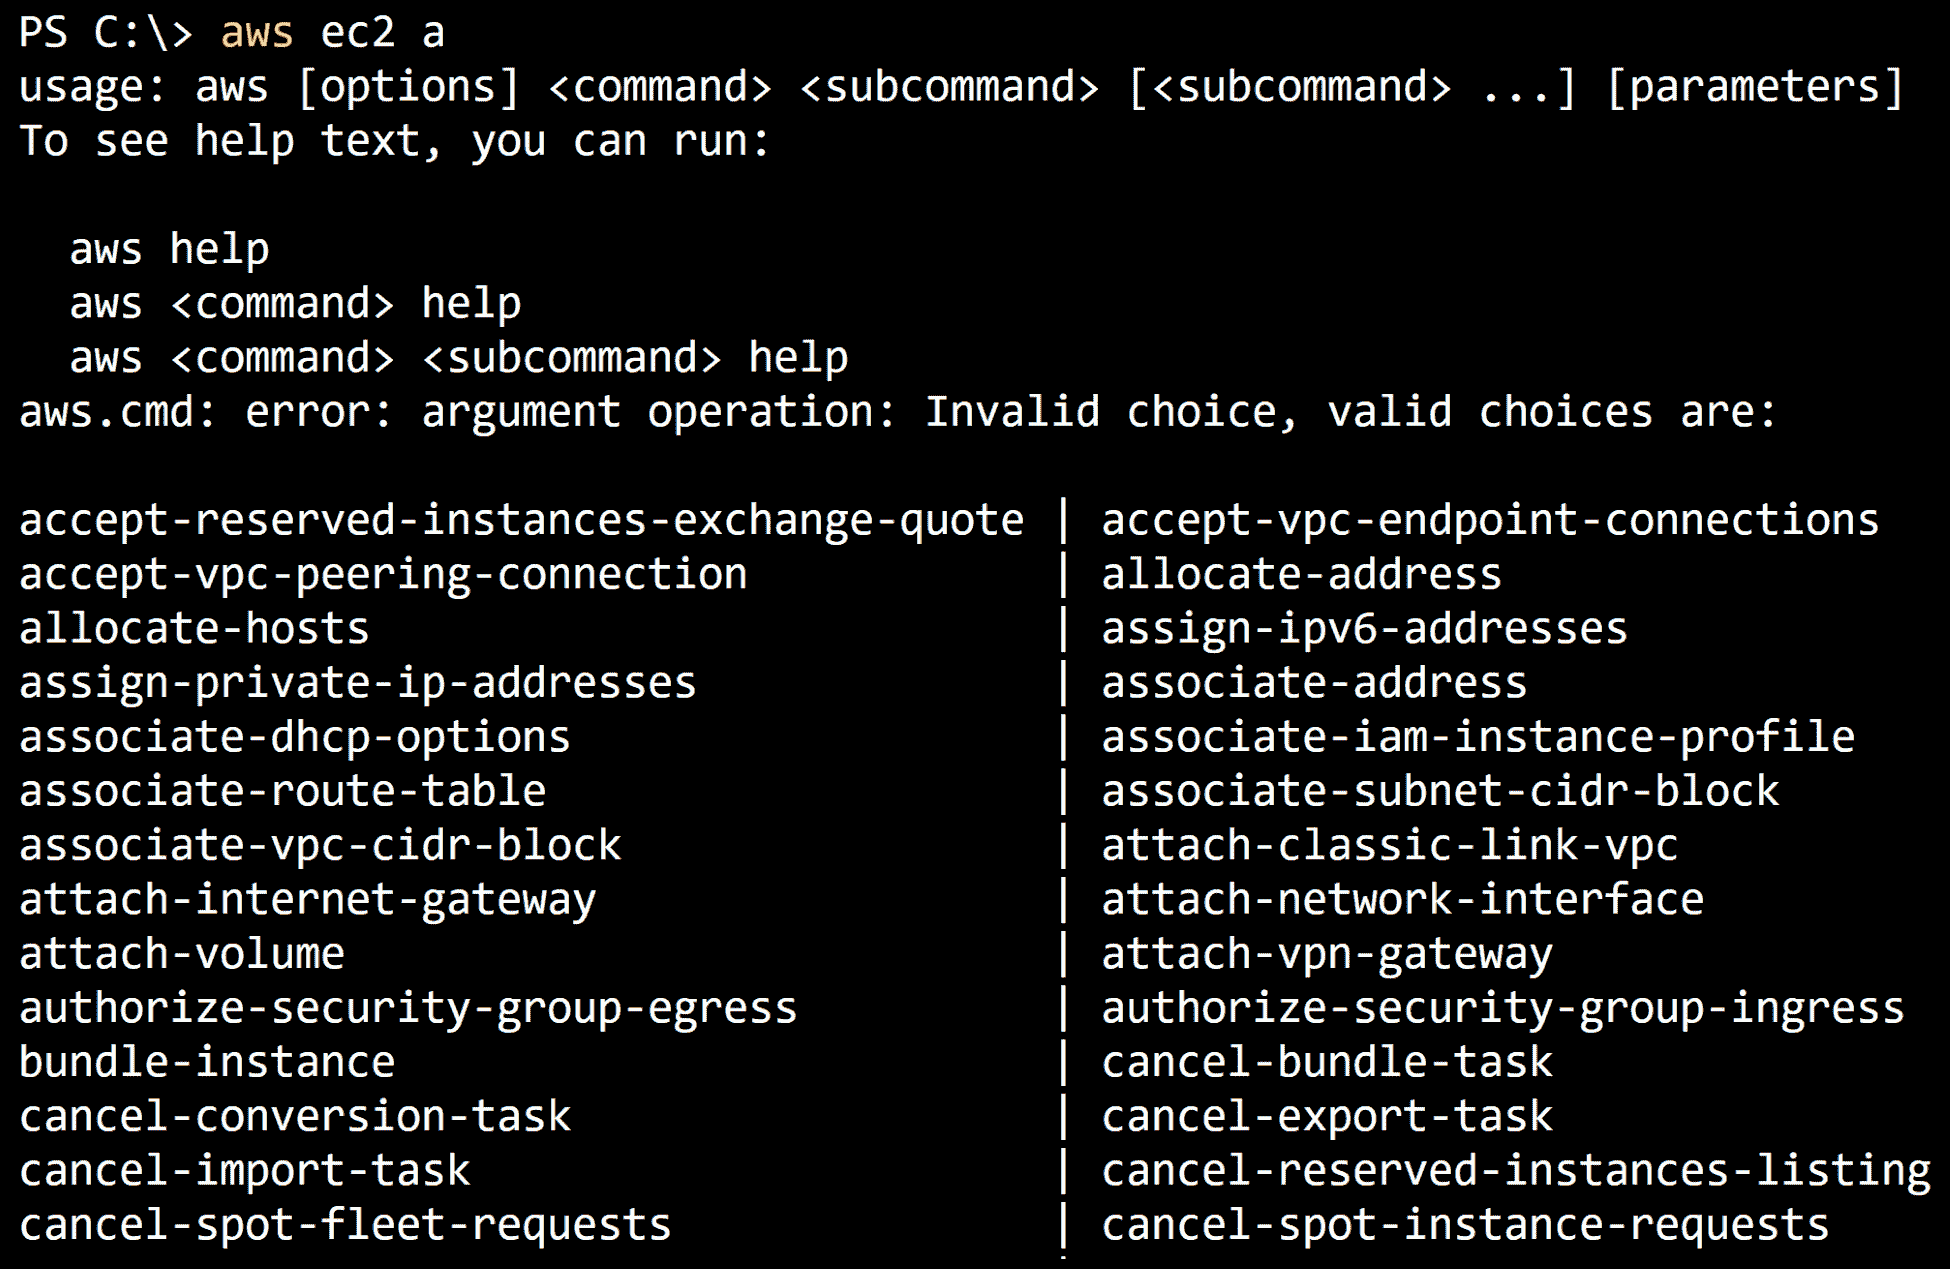 PS C:\> aws ec2 a
usage: aws [options] <command> <subcommand> [<subcommand> ...] [parameters]
To see help text, you can run:
aws help
aws <command> help
aws <command> <subcommand> help
aws.cmd: error: argument operation: Invalid choice, valid choices are:
accept-reserved-instances-exchange-quote | accept-vpc-endpoint-connections
accept-vpc-peering-connection | allocate-address
allocate-hosts | assign-ipv6-addresses
assign-private-ip-addresses | associate-address
associate-dhcp-options | associate-iam-instance-profile
associate-route-table | associate-subnet-cidr-block
associate-vpc-cidr-block | attach-classic-link-vpc
attach-internet-gateway | attach-network-interface
attach-volume | attach-vpn-gateway
authorize-security-group-egress | authorize-security-group-ingress
bundle-instance | cancel-bundle-task
cancel-conversion-task | cancel-export-task
cancel-import-task | cancel-reserved-instances-listing
cancel-spot-fleet-requests | cancel-spot-instance-requests